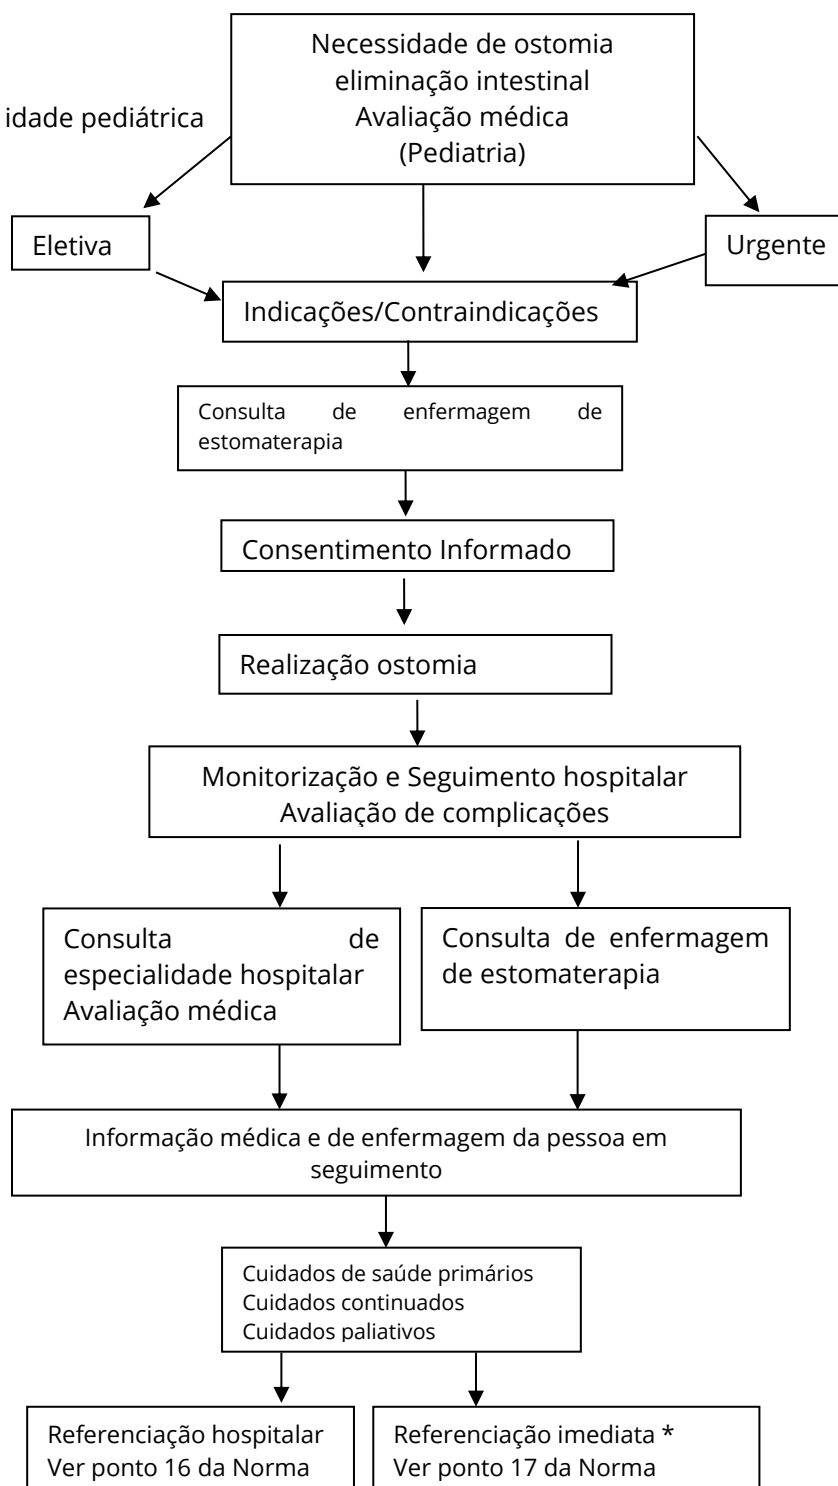 Necessidade de ostomia
eliminação intestinal
Avaliação médica
(Pediatria)
idade pediátrica
Eletiva
Urgente
Indicações/Contraindicações
Consulta de enfermagem de
estomaterapia
Consentimento Informado
Realização ostomia
Monitorização e Seguimento hospitalar
Avaliação de complicações
Consulta de
especialidade hospitalar
Avaliação médica
Consulta de enfermagem
de estomaterapia
Informação médica e de enfermagem da pessoa em
seguimento
Cuidados de saúde primários
Cuidados continuados
Cuidados paliativos
Referenciação hospitalar
Ver ponto 16 da Norma
Referenciação imediata *
Ver ponto 17 da Norma